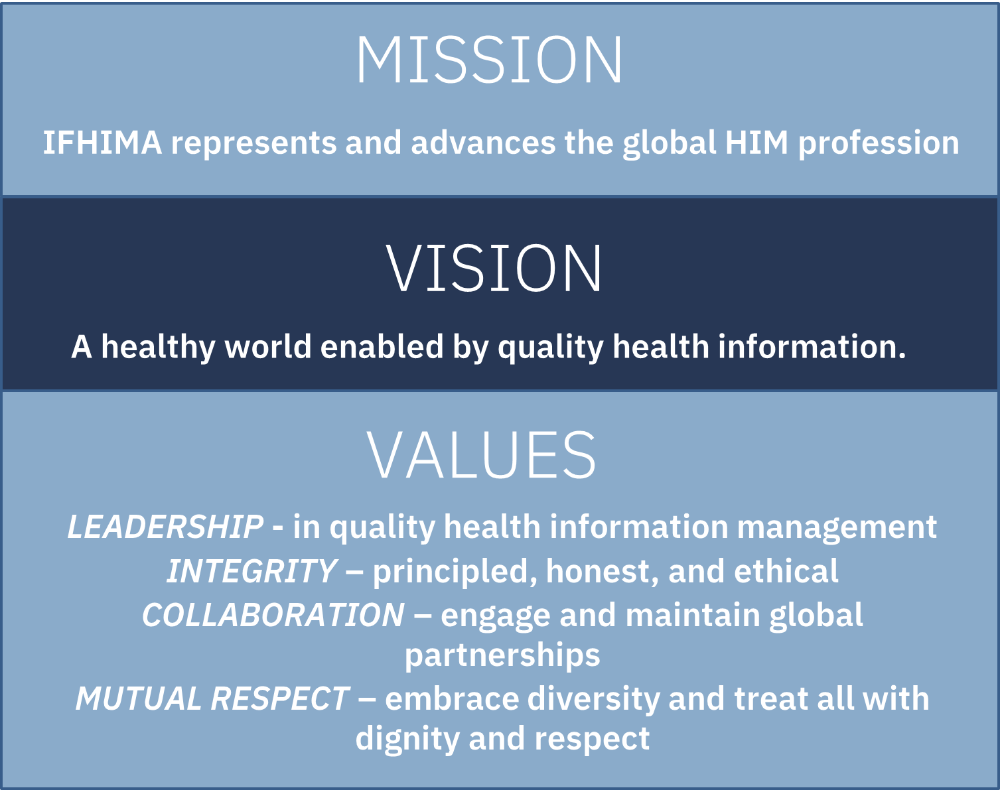 MISSION
IFHIMA represents and advances the global HIM profession
VISION
A healthy world enabled by quality health information.
VALUES
LEADERSHIP - in quality health information management
INTEGRITY – principled, honest, and ethical
COLLABORATION – engage and maintain global
partnerships
MUTUAL RESPECT – embrace diversity and treat all with
dignity and respect